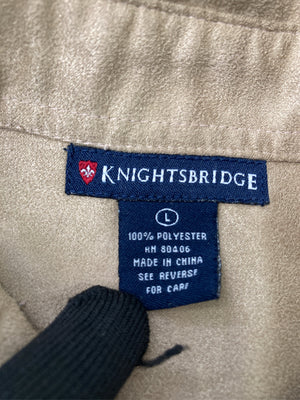 KNIGHTSBRIDGE
L
100% POLYESTER
RN 80406
MADE IN CHINA
SEE REVERSE
FOR CARE